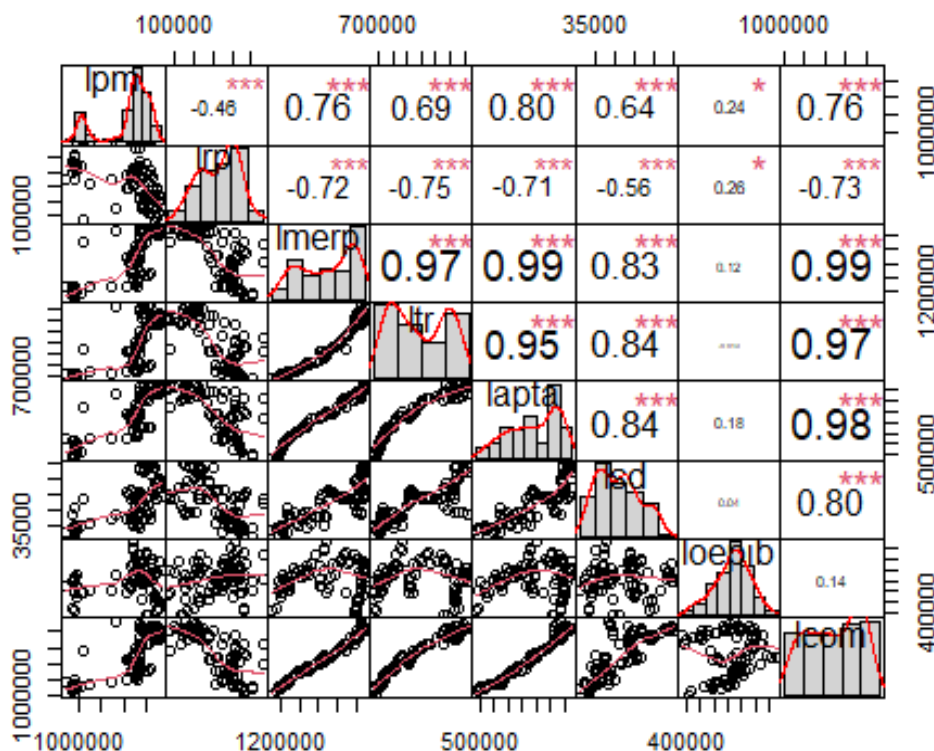 100000 700000 35000 1000000
lpm -0.46 *** 0.76 *** 0.69 *** 0.80 *** 0.64 *** 0.24 * 0.76 *** 1000000
100000 lrp -0.72 *** -0.75 *** -0.71 *** -0.56 *** 0.26 * -0.73 ***
lmerp 0.97 *** 0.99 *** 0.83 *** 0.12 0.99 *** 1200000
700000 ltr 0.95 *** 0.84 *** 0.97 ***
lapta 0.84 *** 0.18 0.98 *** 500000
35000 0.04 0.80 ***
loepib 0.14 400000
1000000 lcom
1000000 1200000 500000 400000